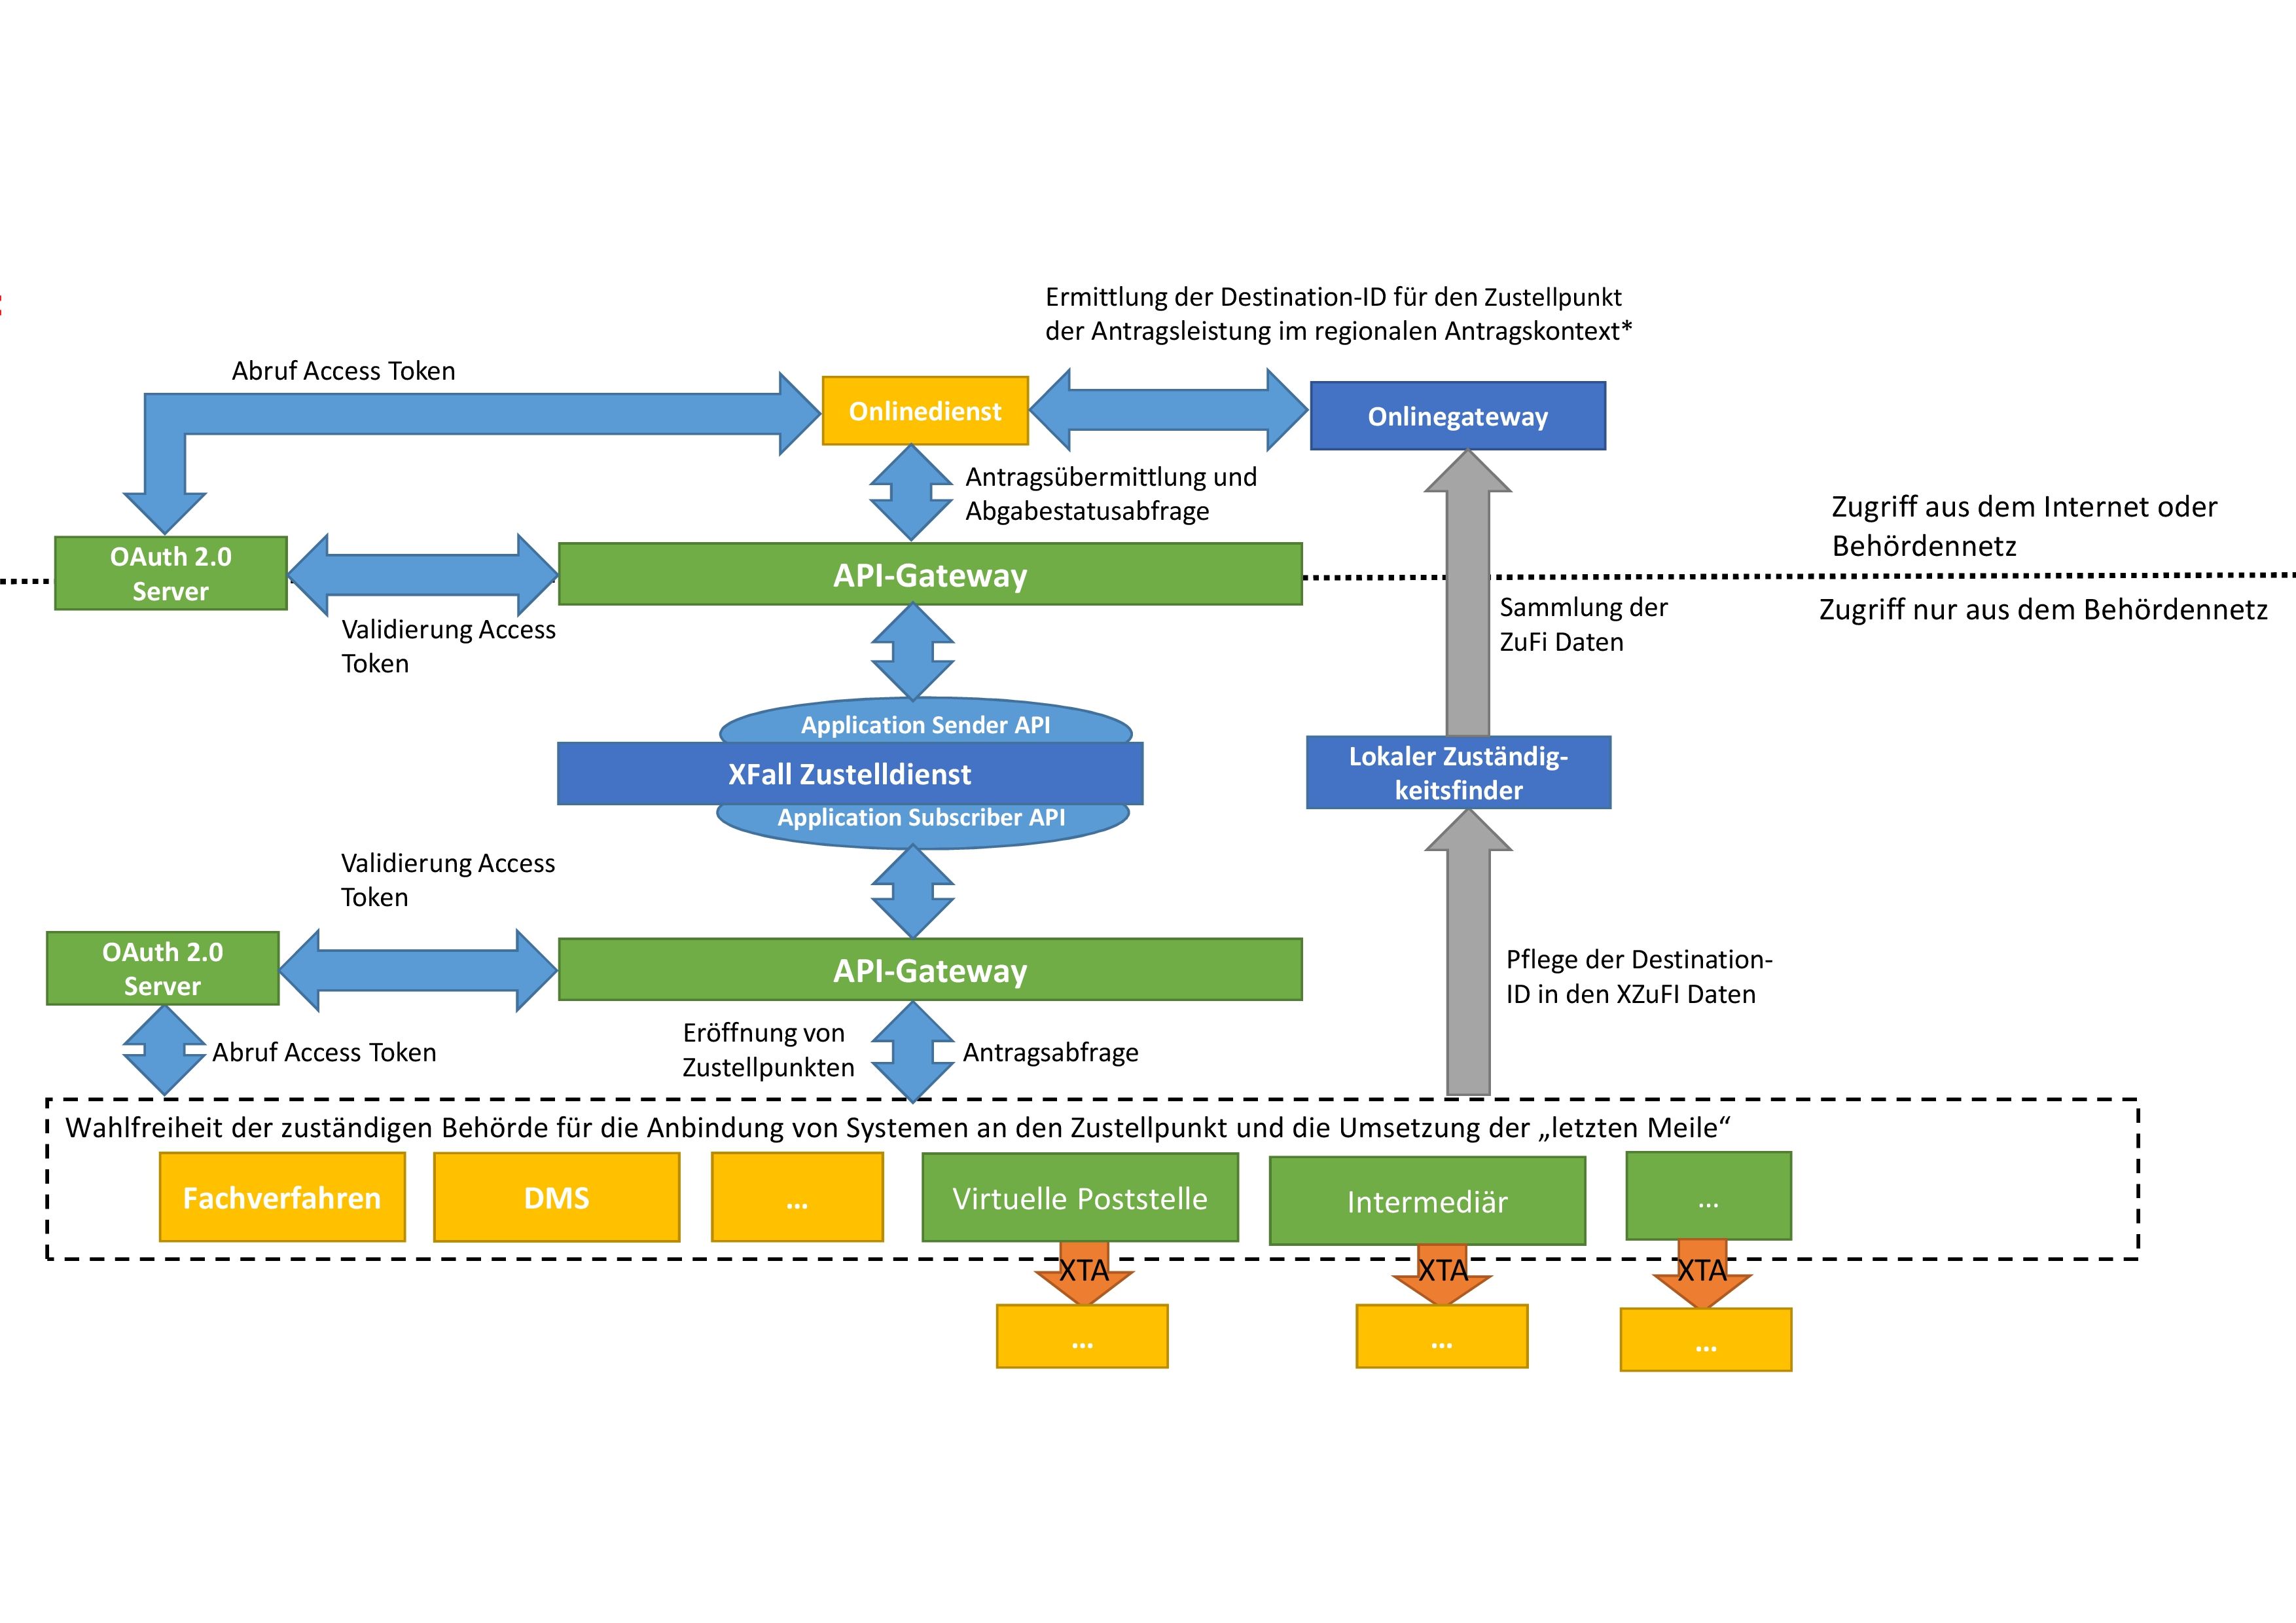 Ermittlung der Destination-ID für den Zustellpunkt
der Antragsleistung im regionalen Antragskontext*
Abruf Access Token
Onlinedienst
Onlinegateway
Antragsübermittlung und
Abgabestatusabfrage
Zugriff aus dem Internet oder
Behördennetz
OAuth 2.0
Server
API-Gateway
Zugriff nur aus dem Behördennetz
Validierung Access
Token
Sammlung der
ZuFi Daten
Application Sender API
XFall Zustelldienst
Application Subscriber API
Lokaler Zuständig-
keitsfinder
Validierung Access
Token
OAuth 2.0
Server
API-Gateway
Pflege der Destination-
ID in den XZuFI Daten
Abruf Access Token
Eröffnung von
Zustellpunkten
Antragsabfrage
Wahlfreiheit der zuständigen Behörde für die Anbindung von Systemen an den Zustellpunkt und die Umsetzung der „letzten Meile“
Fachverfahren
DMS
...
Virtuelle Poststelle
Intermediär
...
XTA
XTA
XTA
...
...
...